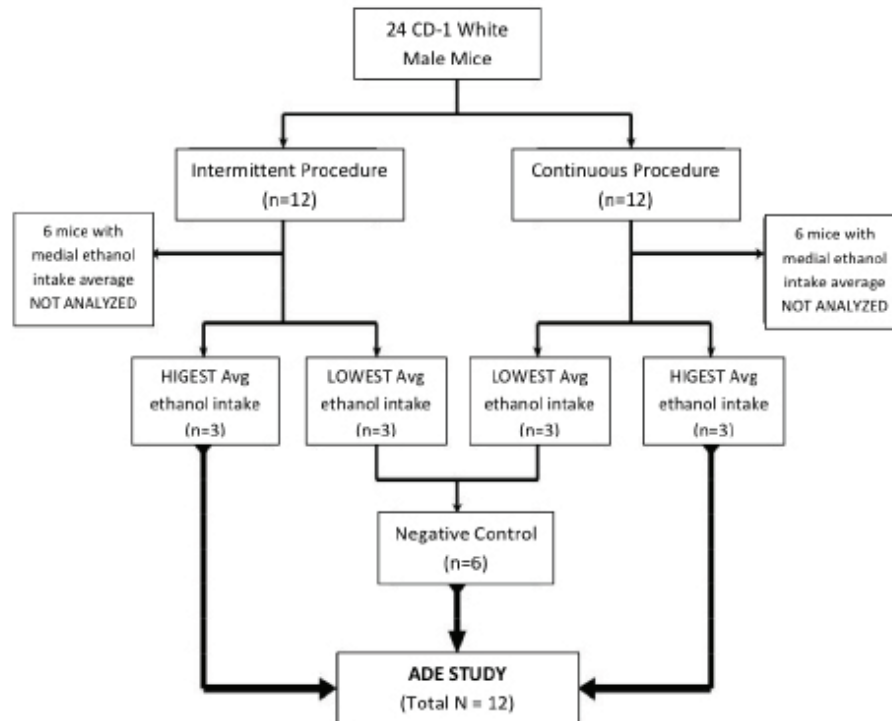 24 CD-1 White
Male Mice
Intermittent Procedure
(n=12)
Continuous Procedure
(n=12)
6 mice with
medial ethanol
intake average
NOT ANALYZED
6 mice with
medial ethanol
intake average
NOT ANALYZED
HIGEST Avg
ethanol intake
(n=3)
LOWEST Avg
ethanol intake
(n=3)
LOWEST Avg
ethanol intake
(n=3)
HIGEST Avg
ethanol intake
(n=3)
Negative Control
(n=6)
ADE STUDY
(Total N = 12)